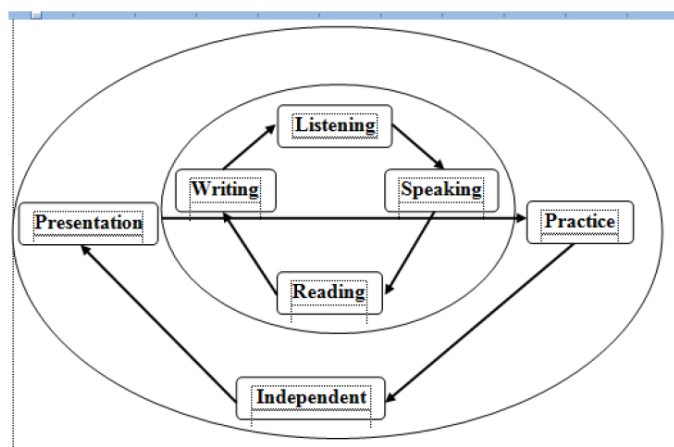 Listening
Writing
Speaking
Presentation
Practice
Reading
Independent